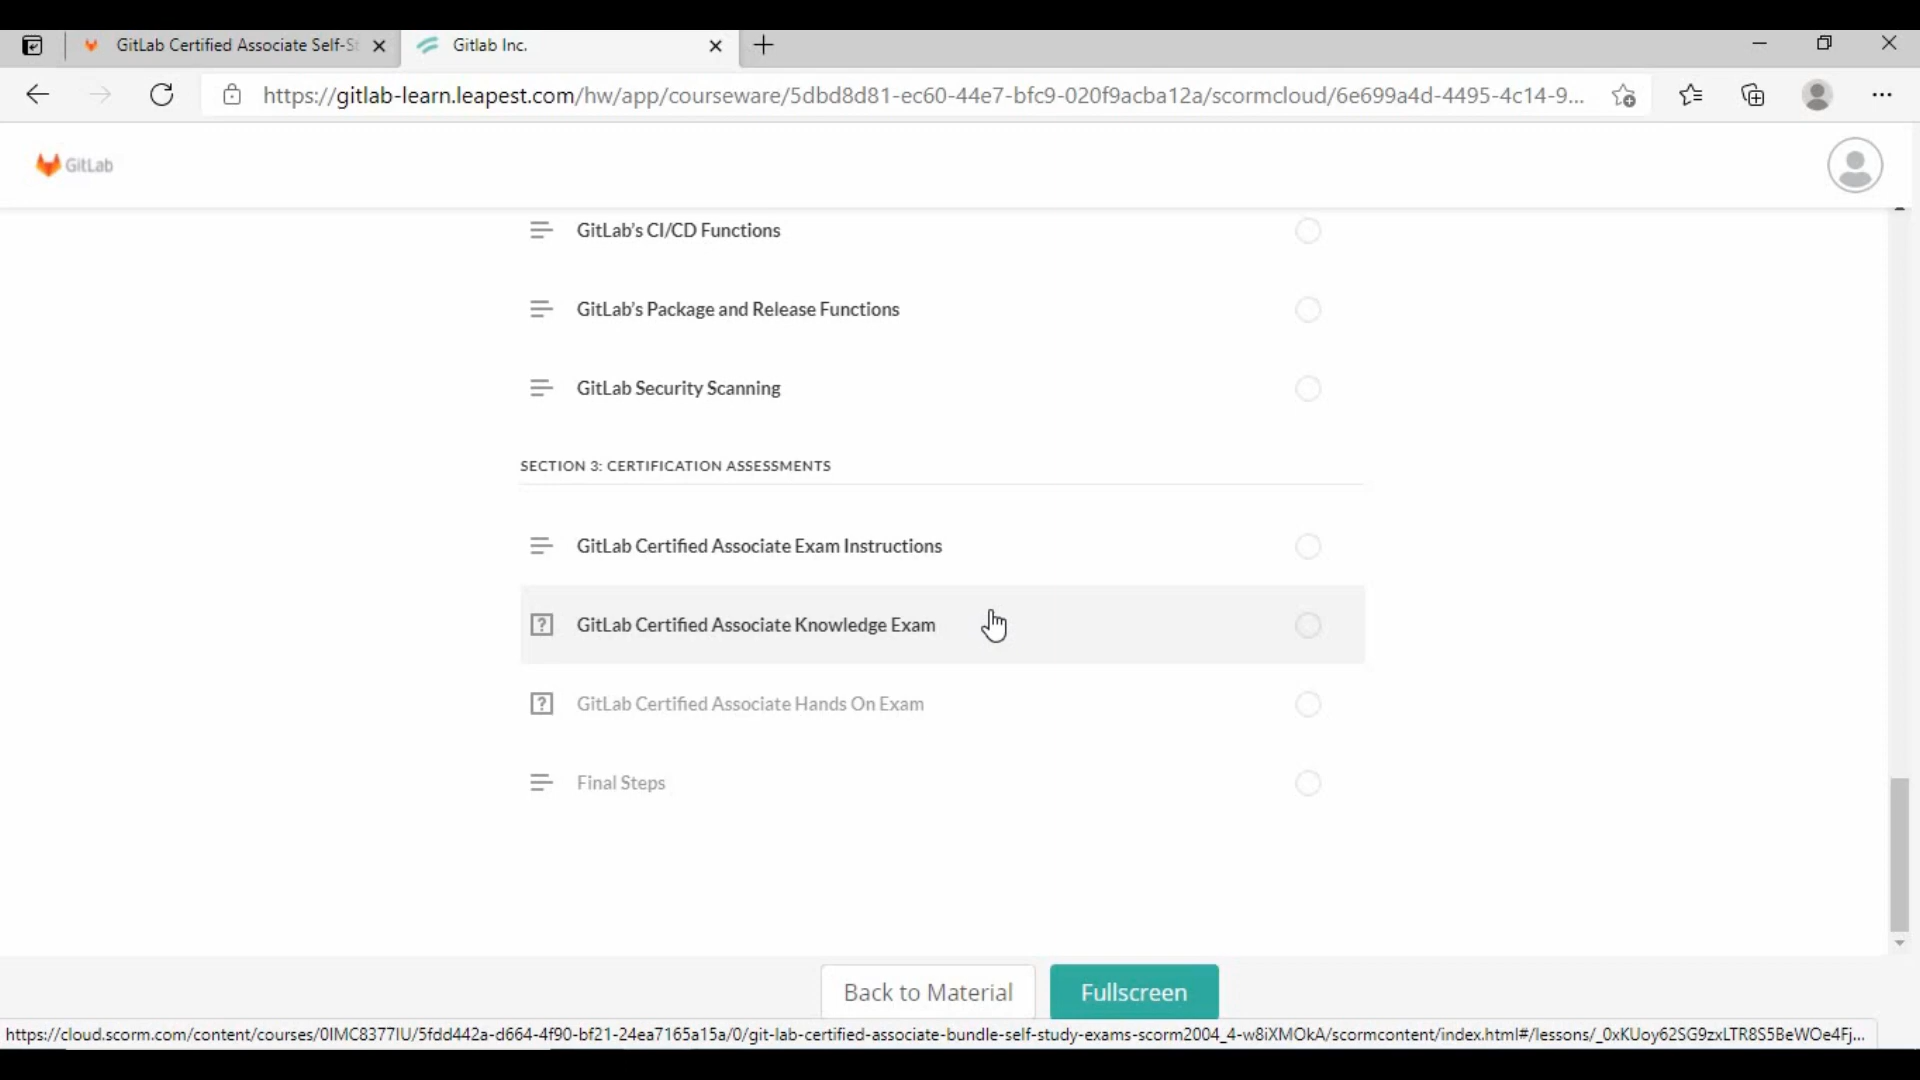 GitLab Certified Associate Self-S
Gitlab Inc.
https://gitlab-learn.leapest.com/hw/app/courseware/5dbd8d81-ec60-44e7-bfc9-020f9acba12a/scormcloud/6e699a4d-4495-4c14-9...
GitLab
GitLab's CI/CD Functions
GitLab's Package and Release Functions
GitLab Security Scanning
SECTION 3: CERTIFICATION ASSESSMENTS
GitLab Certified Associate Exam Instructions
GitLab Certified Associate Knowledge Exam
GitLab Certified Associate Hands On Exam
Final Steps
Back to Material
Fullscreen
https://cloud.scorm.com/content/courses/0IMC8377IU/5fdd442a-d664-4f90-bf21-24ea7165a15a/0/git-lab-certified-associate-bundle-self-study-exams-scorm2004_4-w8iXMOkA/scormcontent/index.html#/lessons/_0xKUoy62SG9zxLTR8S5BeWOe4Fj...